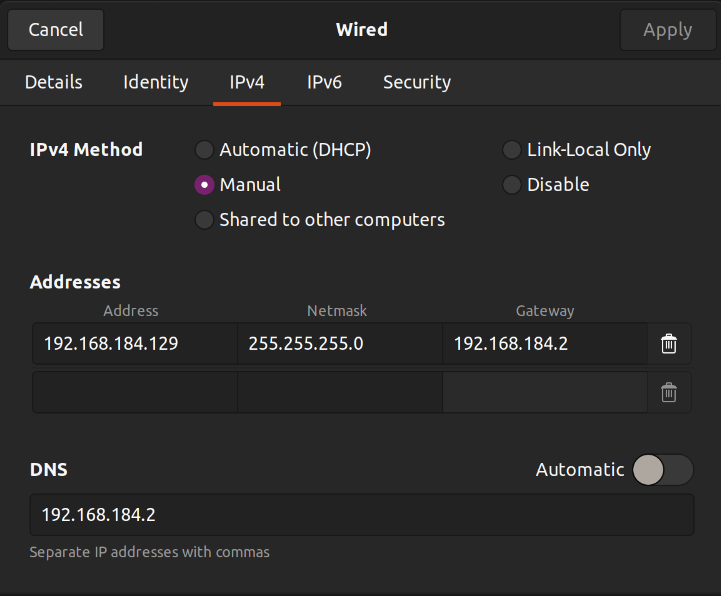 Cancel Wired Apply
Details Identity IPv4 IPv6 Security
IPv4 Method Automatic (DHCP) Link-Local Only
Manual Disable
Shared to other computers
Addresses
Address Netmask Gateway
192.168.184.129 255.255.255.0 192.168.184.2
DNS Automatic
192.168.184.2
Separate IP addresses with commas